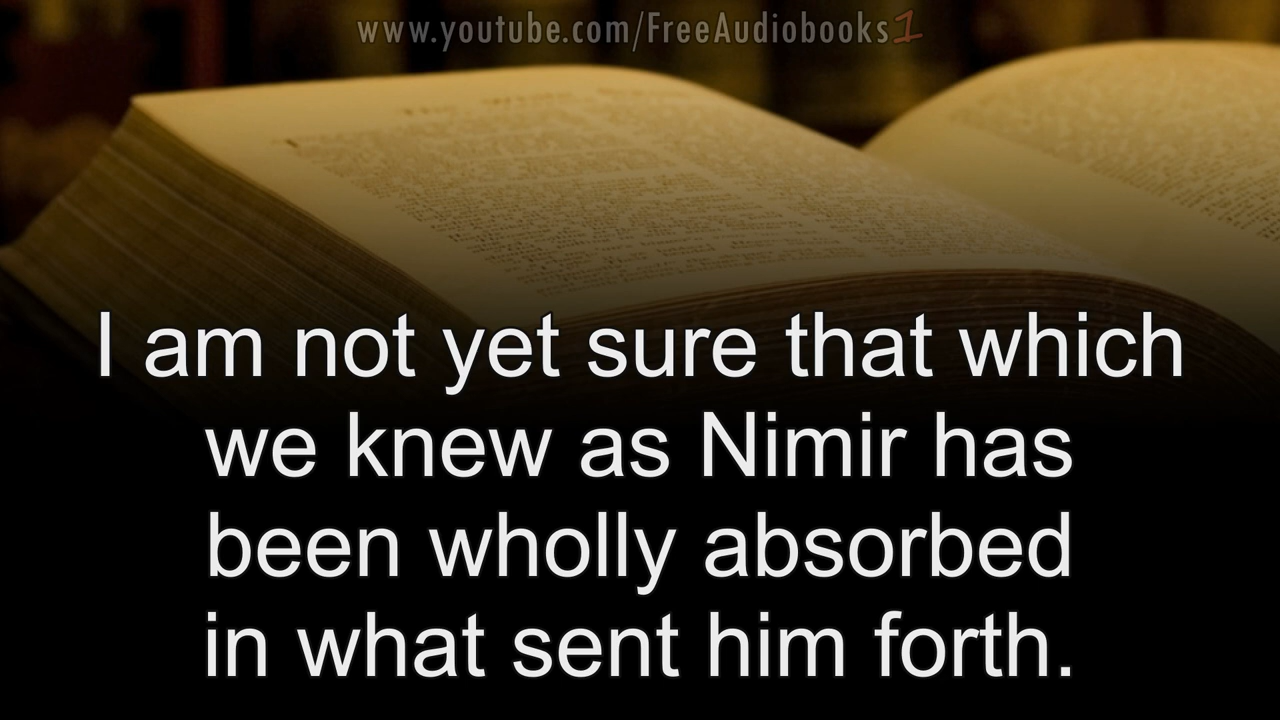 www.youtube.com/FreeAudiobooks1
I am not yet sure that which
we knew as Nimir has
been wholly absorbed
in what sent him forth.